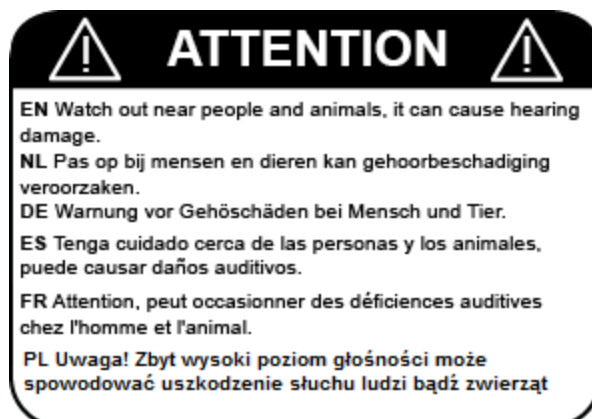 ATTENTION
EN Watch out near people and animals, it can cause hearing
damage.
NL Pas op bij mensen en dieren kan gehoorbeschadiging
veroorzaken.
DE Warnung vor Gehöschäden bei Mensch und Tier.
ES Tenga cuidado cerca de las personas y los animales,
puede causar daños auditivos.
FR Attention, peut occasionner des déficiences auditives
chez l'homme et l'animal.
PL Uwaga! Zbyt wysoki poziom głośności może
spowodować uszkodzenie słuchu ludzi bądź zwierząt